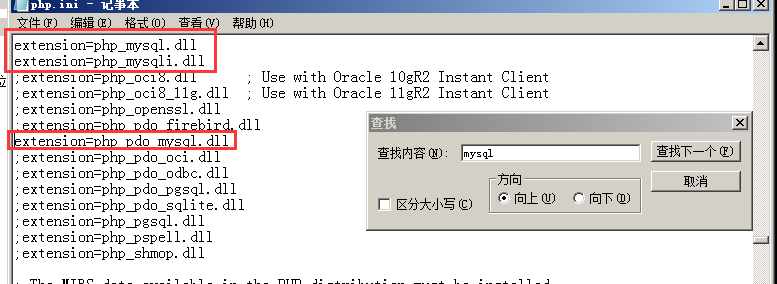 php.ini - 记事本
文件(F) 编辑(E) 格式(O) 查看(V) 帮助(H)
extension=php_mysql.dll
extension=php_mysqli.dll
;extension=php_oci8.dll ; Use with Oracle 10gR2 Instant Client
;extension=php_oci8_11g.dll ; Use with Oracle 11gR2 Instant Client
;extension=php_openssl.dll
;extension=php_pdo_firebird.dll
extension=php_pdo_mysql.dll
;extension=php_pdo_oci.dll
;extension=php_pdo_odbc.dll
;extension=php_pdo_pgsql.dll
;extension=php_pdo_sqlite.dll
;extension=php_pgsql.dll
;extension=php_pspell.dll
;extension=php_shmop.dll
; The MIBS data available in the PHP distribution must be installed
查找
查找内容(N): mysql 查找下一个(F)
方向 取消
区分大小写(C) 向上(U) 向下(D)